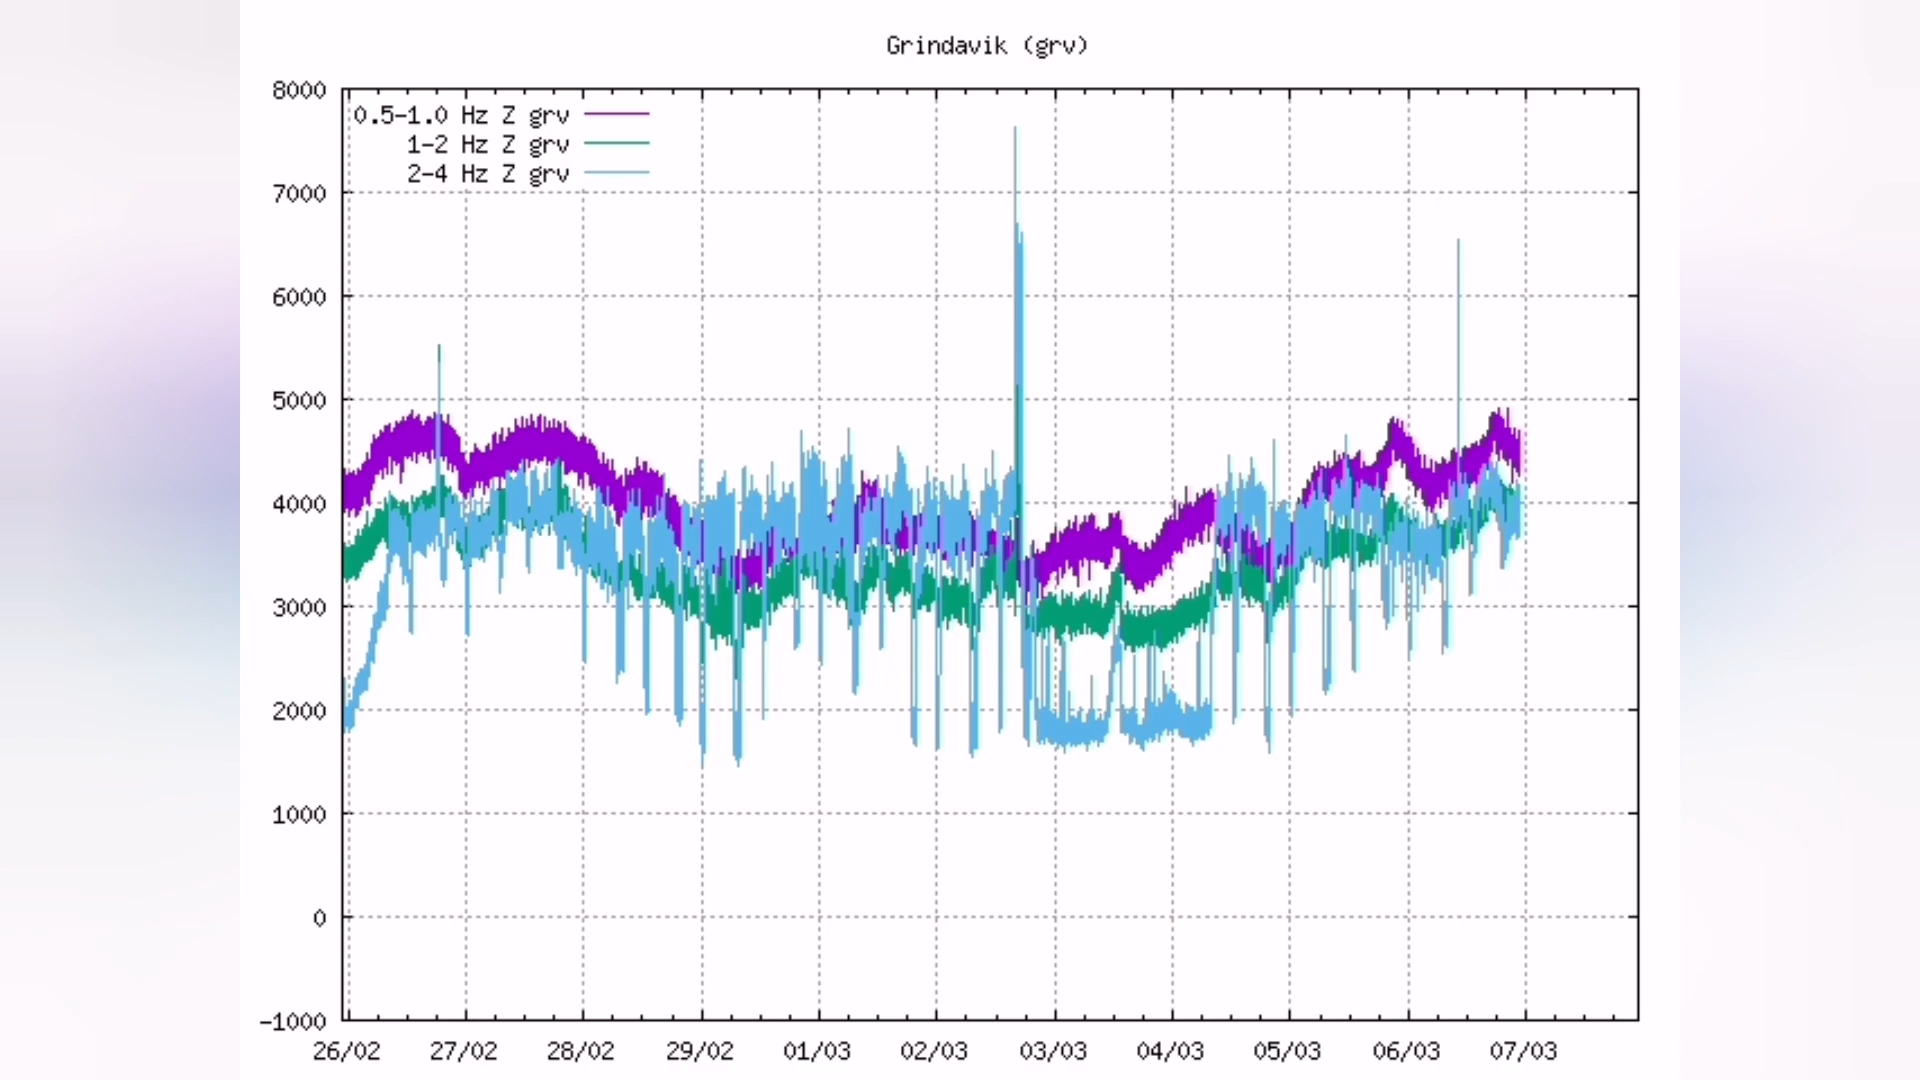 Grindavik (grv)
8000
0.5-1.0 Hz Z grv
1-2 Hz Z grv
2-4 Hz Z grv
7000
6000
5000
4000
3000
2000
1000
0
-1000
26/02 27/02 28/02 29/02 01/03 02/03 03/03 04/03 05/03 06/03 07/03